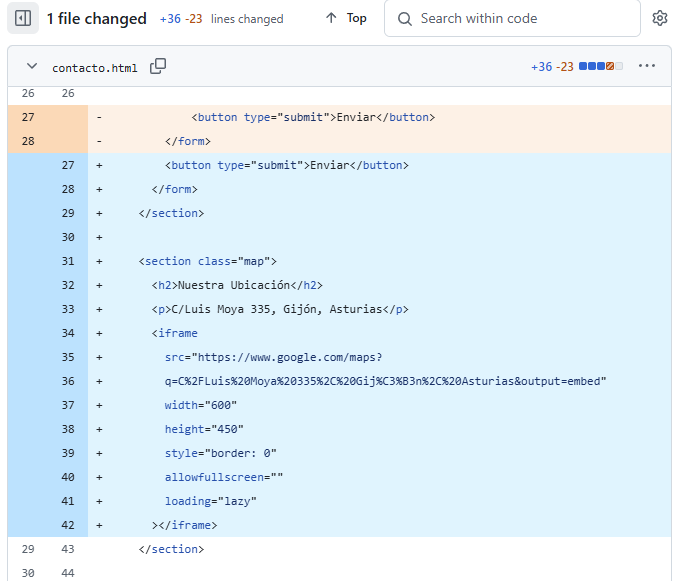 1 file changed +36 -23 lines changed Top Search within code
contacto.html +36 -23
26 26
27 - <button type="submit">Enviar</button>
28 - </form>
27 + <button type="submit">Enviar</button>
28 + </form>
29 + </section>
30 +
31 + <section class="map">
32 + <h2>Nuestra Ubicación</h2>
33 + <p>C/Luis Moya 335, Gijón, Asturias</p>
34 + <iframe
35 + src="https://www.google.com/maps?
36 + q=C%2FLuis%20Moya%20335%2C%20Gij%C3%B3n%2C%20Asturias&output=embed"
37 + width="600"
38 + height="450"
39 + style="border: 0"
40 + allowfullscreen=""
41 + loading="lazy"
42 + ></iframe>
29 43 </section>
30 44